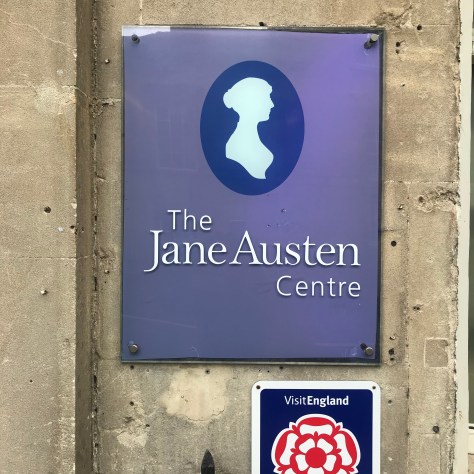 The
Jane Austen
Centre
VisitEngland